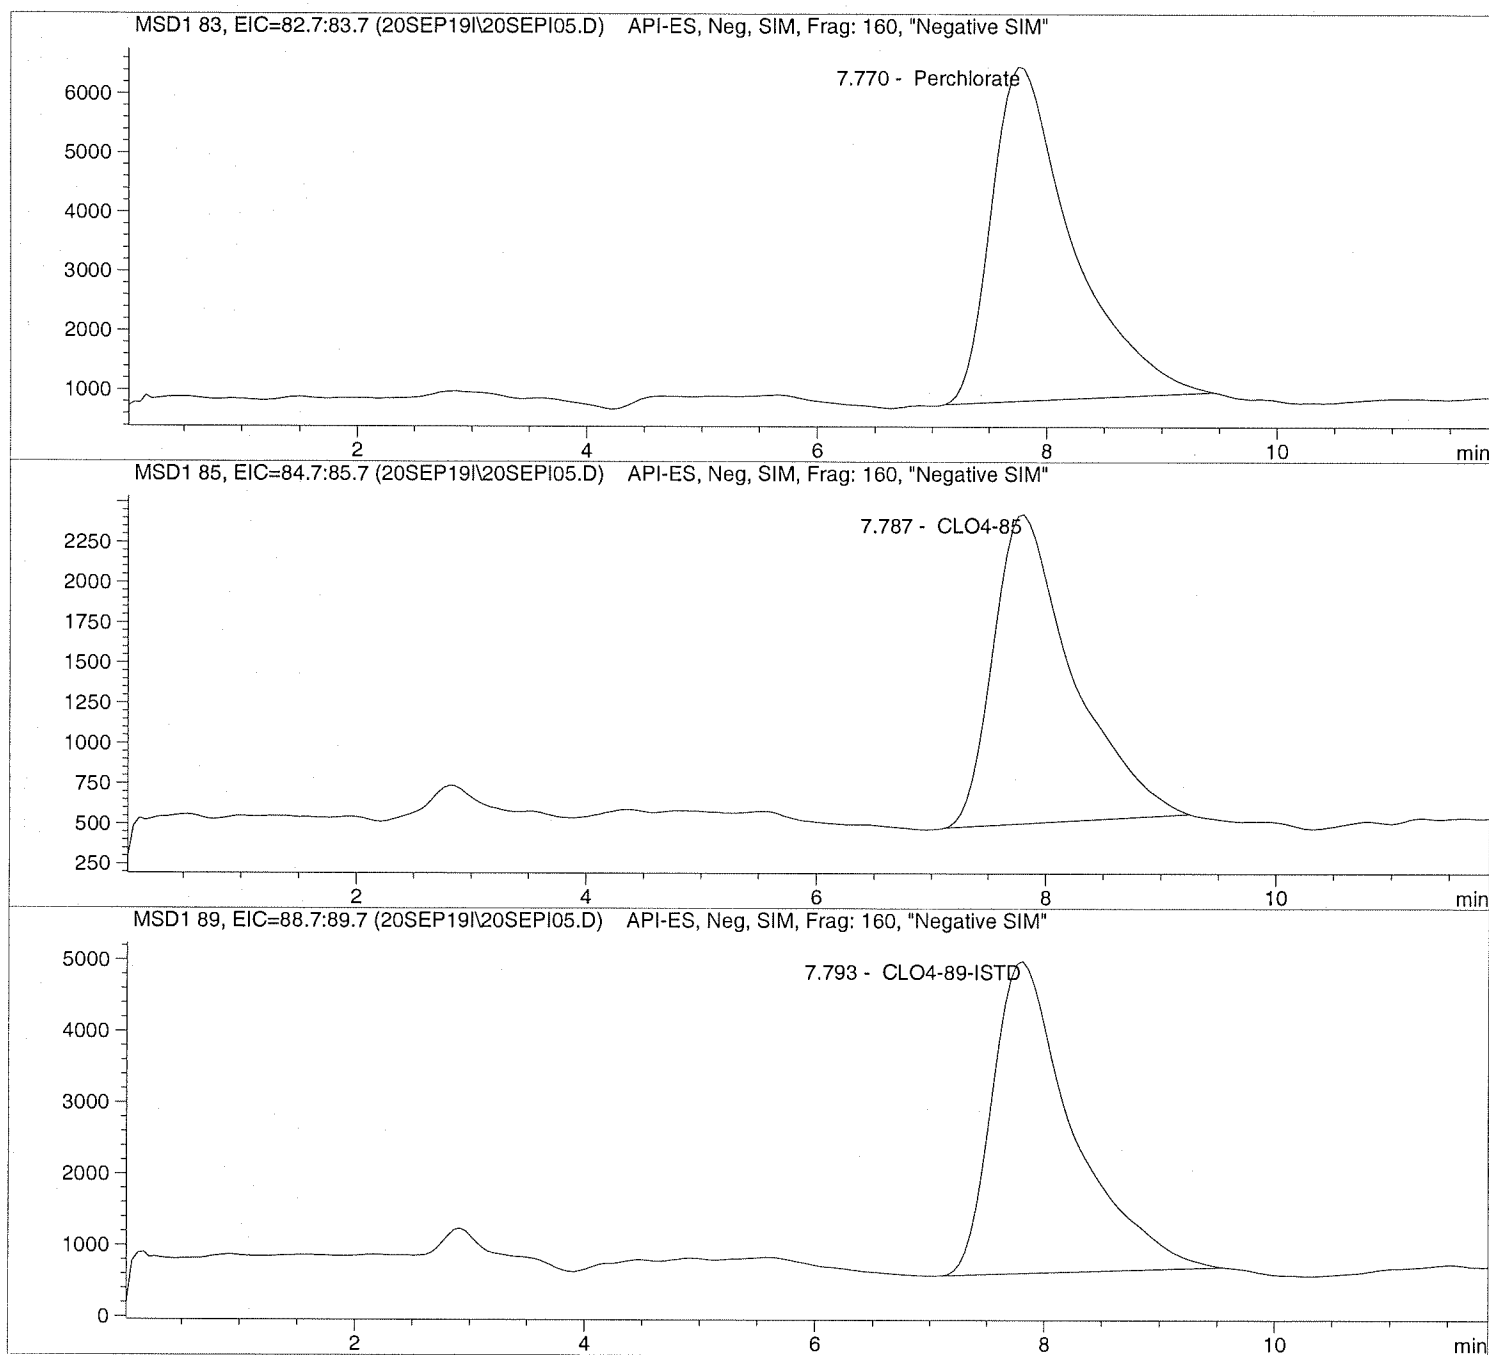 MSD1 83, EIC=82.7:83.7 (20SEP19I\20SEPI05.D) API-ES, Neg, SIM, Frag: 160, "Negative SIM"
7.770 - Perchlorate
6000
5000
4000
3000
2000
1000
2 4 6 8 10 min
MSD1 85, EIC=84.7:85.7 (20SEP19I\20SEPI05.D) API-ES, Neg, SIM, Frag: 160, "Negative SIM"
7.787 - CLO4-85
2250
2000
1750
1500
1250
1000
750
500
250
2 4 6 8 10 min
MSD1 89, EIC=88.7:89.7 (20SEP19I\20SEPI05.D) API-ES, Neg, SIM, Frag: 160, "Negative SIM"
5000
7.793 - CLO4-89-ISTD
4000
3000
2000
1000
0
2 4 6 8 10 min